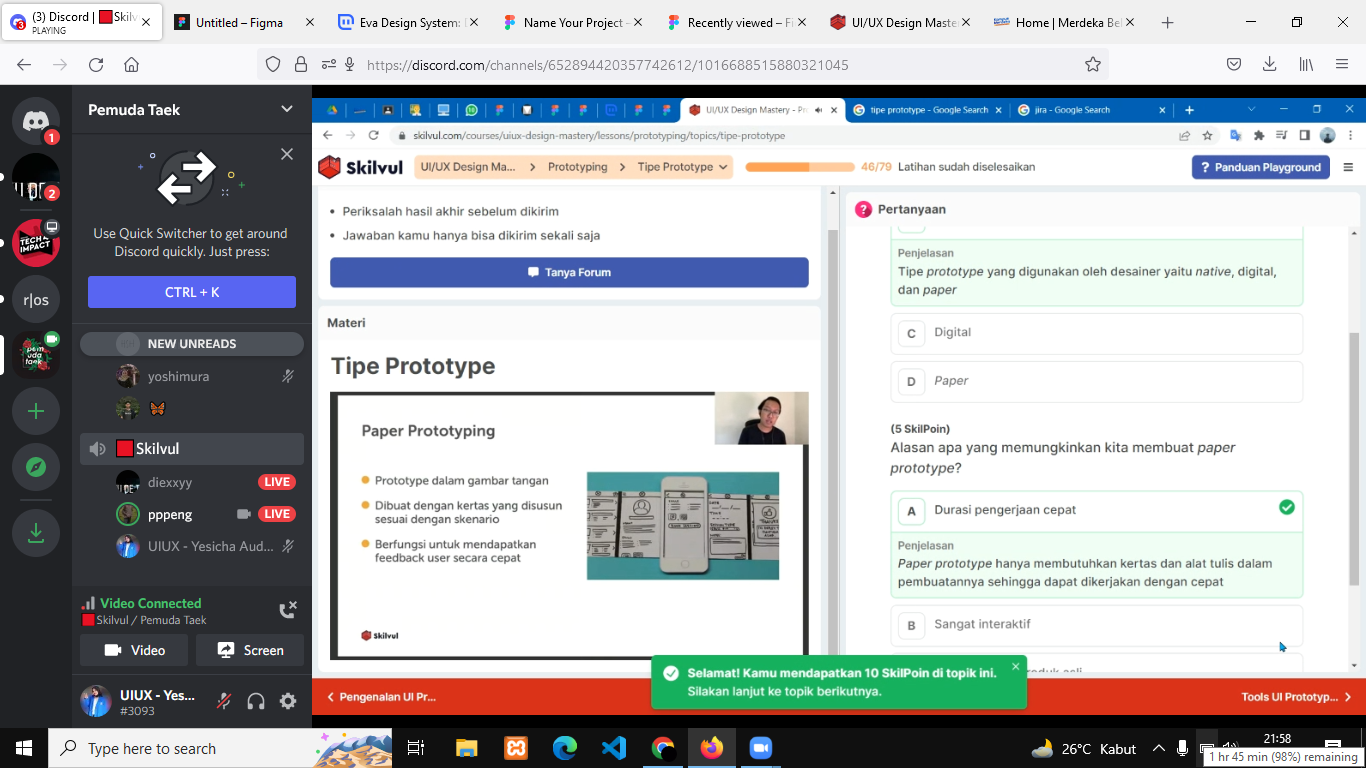 (3) Discord | Skilv
PLAYING
Untitled – Figma
Eva Design System: D
Name Your Project –
Recently viewed – Fi
UI/UX Design Master
Home | Merdeka Be
https://discord.com/channels/652894420357742612/1016688515880321045
Pemuda Taek
Use Quick Switcher to get around
Discord quickly. Just press:
CTRL + K
NEW UNREADS
yoshimura
Skilvul
diexxyy
LIVE
pppeng
LIVE
UIUX - Yesicha Aud...
Video Connected
Skilvul / Pemuda Taek
Video
Screen
UIUX - Yes...
#3093
1
2
TECH
IMPACT
r|os
pem
uda
taek
UI/UX Design Mastery - Pr
tipe prototype - Google Search
jira - Google Search
skilvul.com/courses/uiux-design-mastery/lessons/prototyping/topics/tipe-prototype
Skilvul
UI/UX Design Ma...
Prototyping
Tipe Prototype
46/79
Latihan sudah diselesaikan
? Panduan Playground
Periksalah hasil akhir sebelum dikirim
Jawaban kamu hanya bisa dikirim sekali saja
Tanya Forum
Materi
Tipe Prototype
Paper Prototyping
Prototype dalam gambar tangan
Dibuat dengan kertas yang disusun
sesuai dengan skenario
Berfungsi untuk mendapatkan
feedback user secara cepat
Skilvul
Pertanyaan
Penjelasan
Tipe prototype yang digunakan oleh desainer yaitu native, digital,
dan paper
C Digital
D Paper
(5 SkilPoin)
Alasan apa yang memungkinkan kita membuat paper
prototype?
A Durasi pengerjaan cepat
Penjelasan
Paper prototype hanya membutuhkan kertas dan alat tulis dalam
pembuatannya sehingga dapat dikerjakan dengan cepat
B Sangat interaktif
Selamat! Kamu mendapatkan 10 SkilPoin di topik ini.
Silakan lanjut ke topik berikutnya.
Pengenalan UI Pr...
Tools UI Prototyp...
Type here to search
26°C Kabut
21:58
1 hr 45 min (98%) remaining